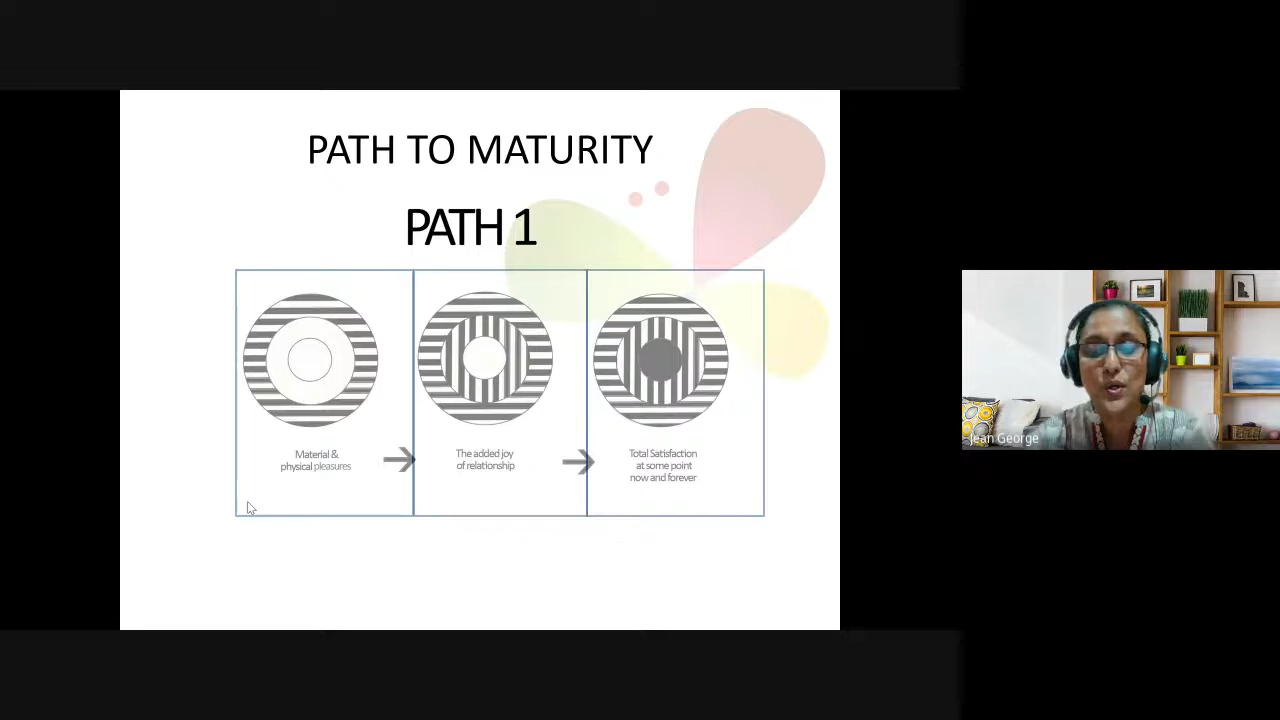 PATH TO MATURITY
PATH 1
Material &
physical pleasures
The added joy
of relationship
Total Satisfaction
at some point
now and forever
Jean George